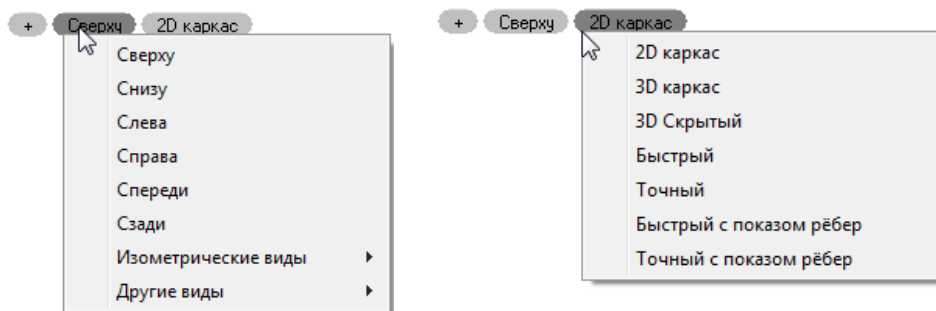 + Сверху 2D каркас
Сверху
Снизу
Слева
Справа
Спереди
Сзади
Изометрические виды
Другие виды
+ Сверху 2D каркас
2D каркас
3D каркас
3D Скрытый
Быстрый
Точный
Быстрый с показом рёбер
Точный с показом рёбер